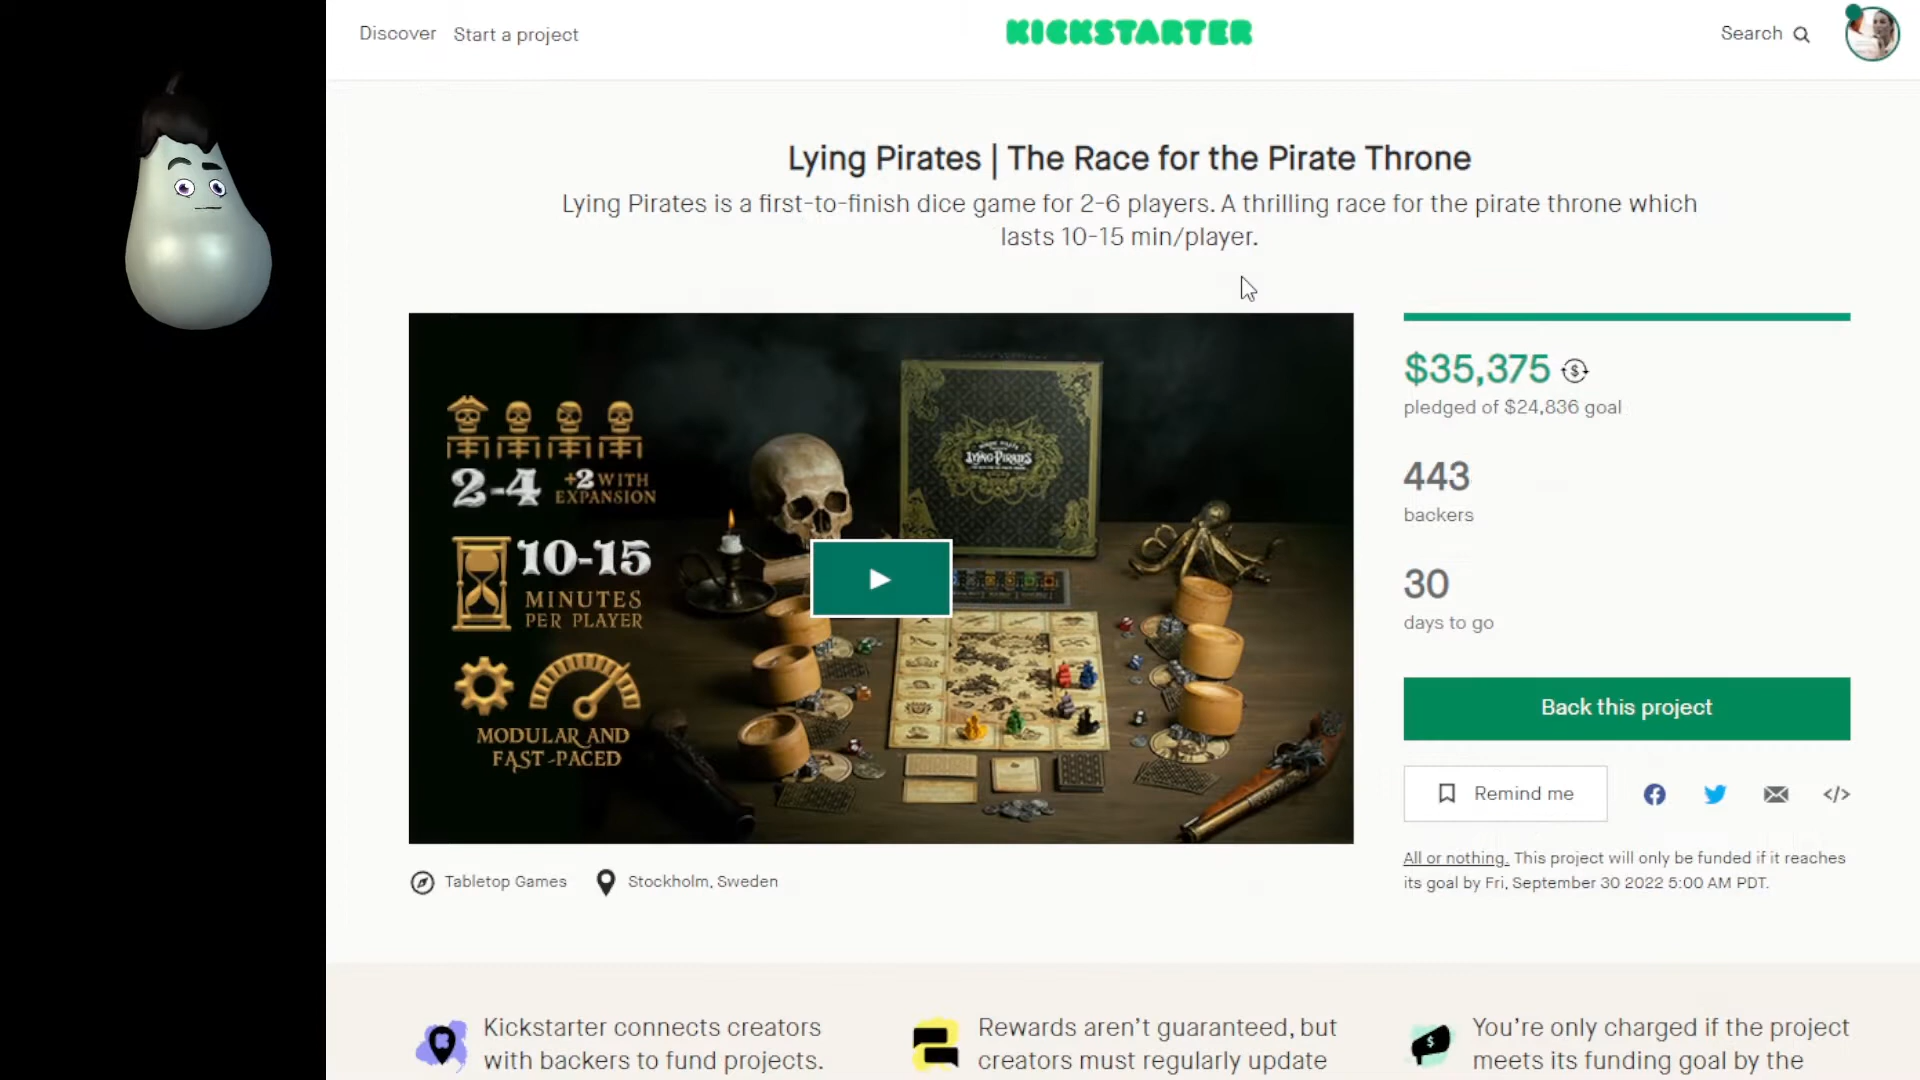 Discover Start a project KICKSTARTER Search
Lying Pirates | The Race for the Pirate Throne
Lying Pirates is a first-to-finish dice game for 2-6 players. A thrilling race for the pirate throne which
lasts 10-15 min/player.
2-4 +2 WITH
EXPANSION
10-15
MINUTES
PER PLAYER
MODULAR AND
FAST-PACED
LYING PIRATES
$35,375
pledged of $24,836 goal
443
backers
30
days to go
Back this project
Remind me
All or nothing. This project will only be funded if it reaches
its goal by Fri, September 30 2022 5:00 AM PDT.
Tabletop Games Stockholm, Sweden
Kickstarter connects creators
with backers to fund projects.
Rewards aren't guaranteed, but
creators must regularly update
You're only charged if the project
meets its funding goal by the